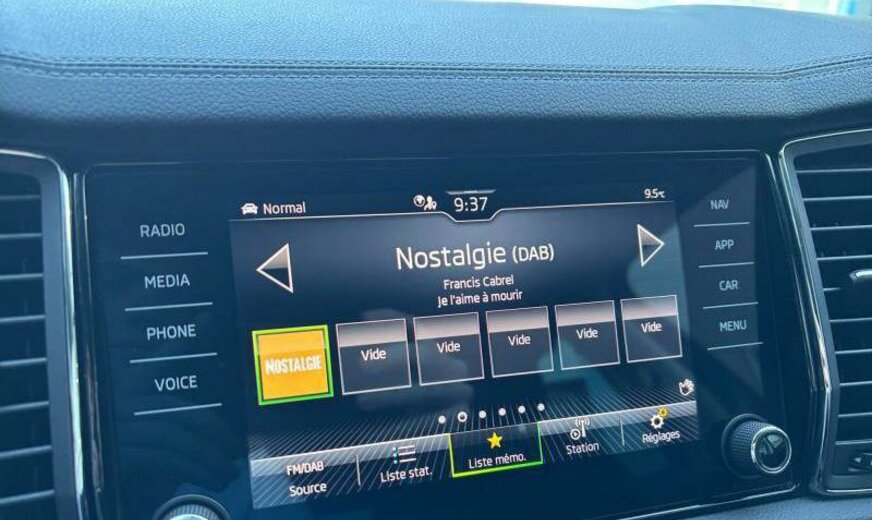 RADIO
MEDIA
PHONE
VOICE
Normal
9:37
9.5°C
Nostalgie (DAB)
Francis Cabrel
Je l'aime à mourir
NOSTALGIE
Vide
Vide
Vide
Vide
Vide
FM/DAB
Source
Liste stat.
Liste mémo.
Station
Réglages
NAV
APP
CAR
MENU